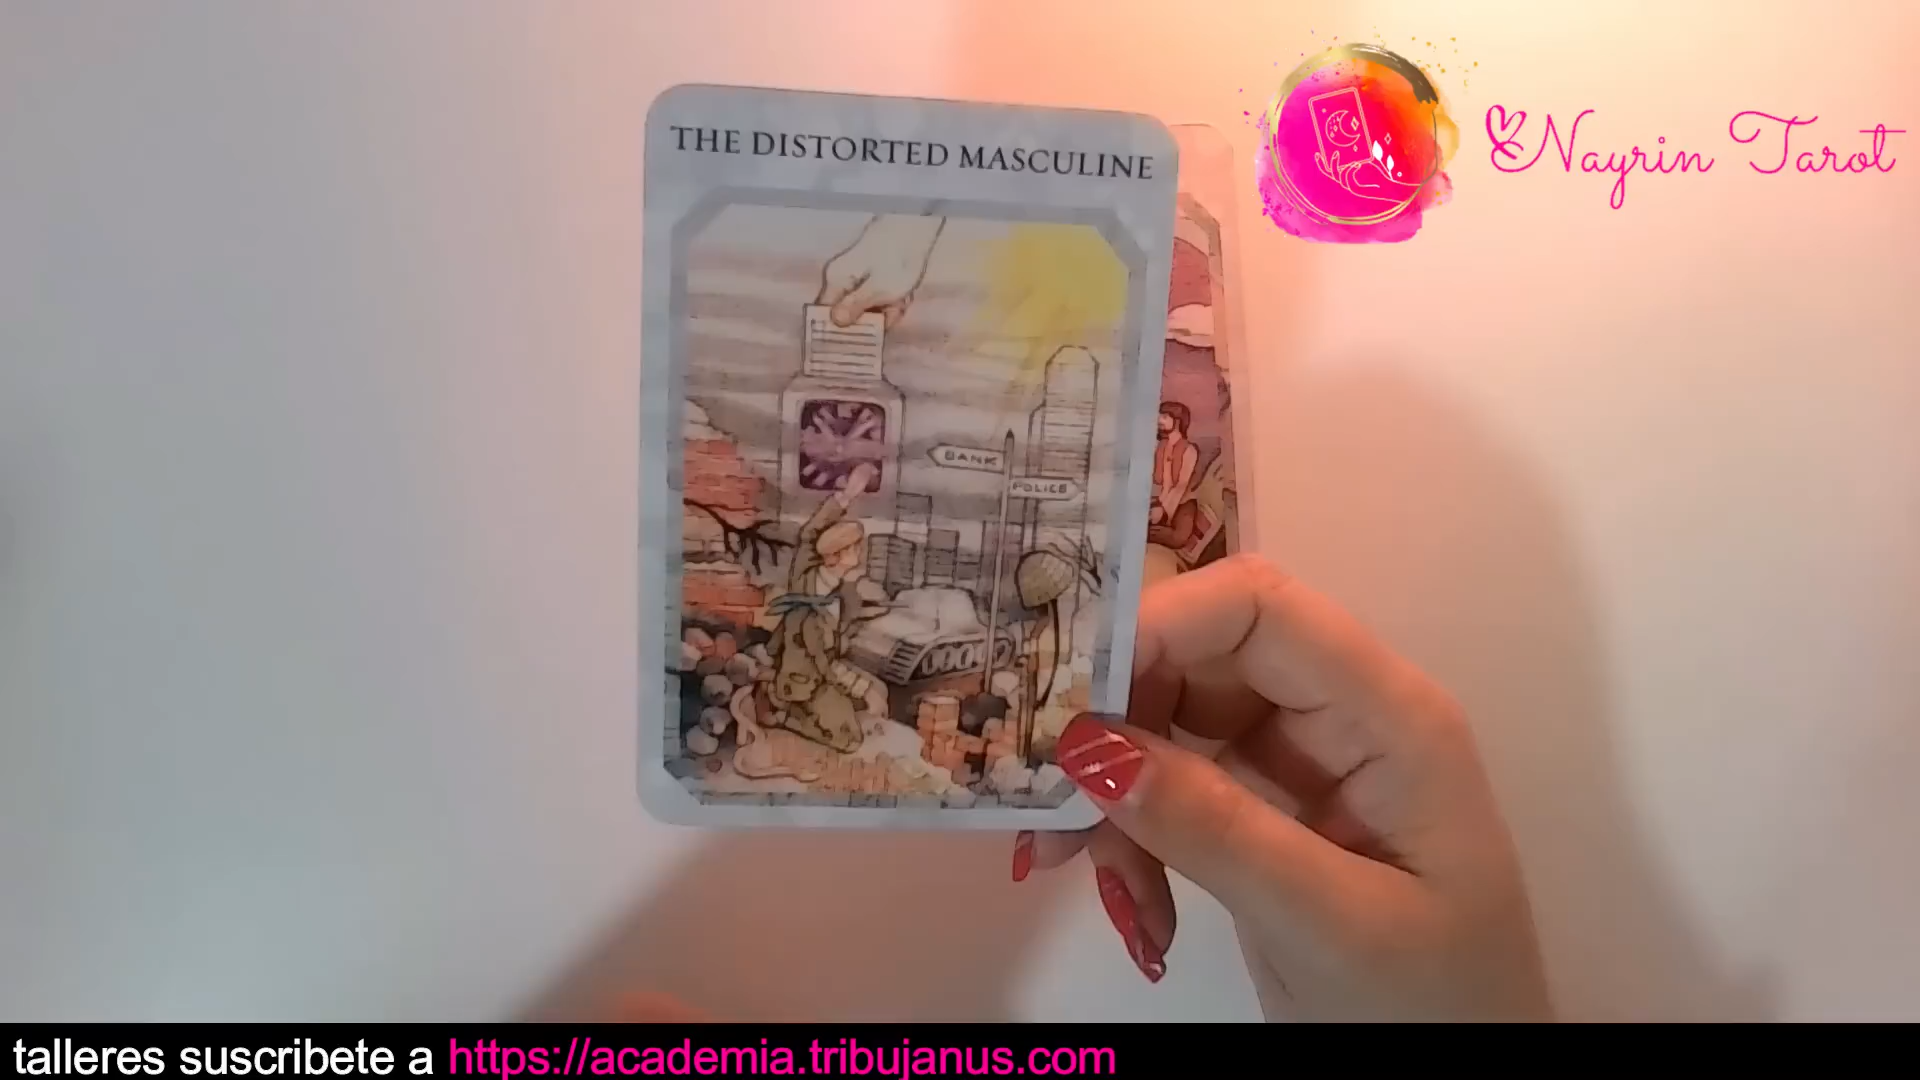 THE DISTORTED MASCULINE
Nayrin Tarot
BANK
POLICE
talleres suscribete a https://academia.tribujanus.com